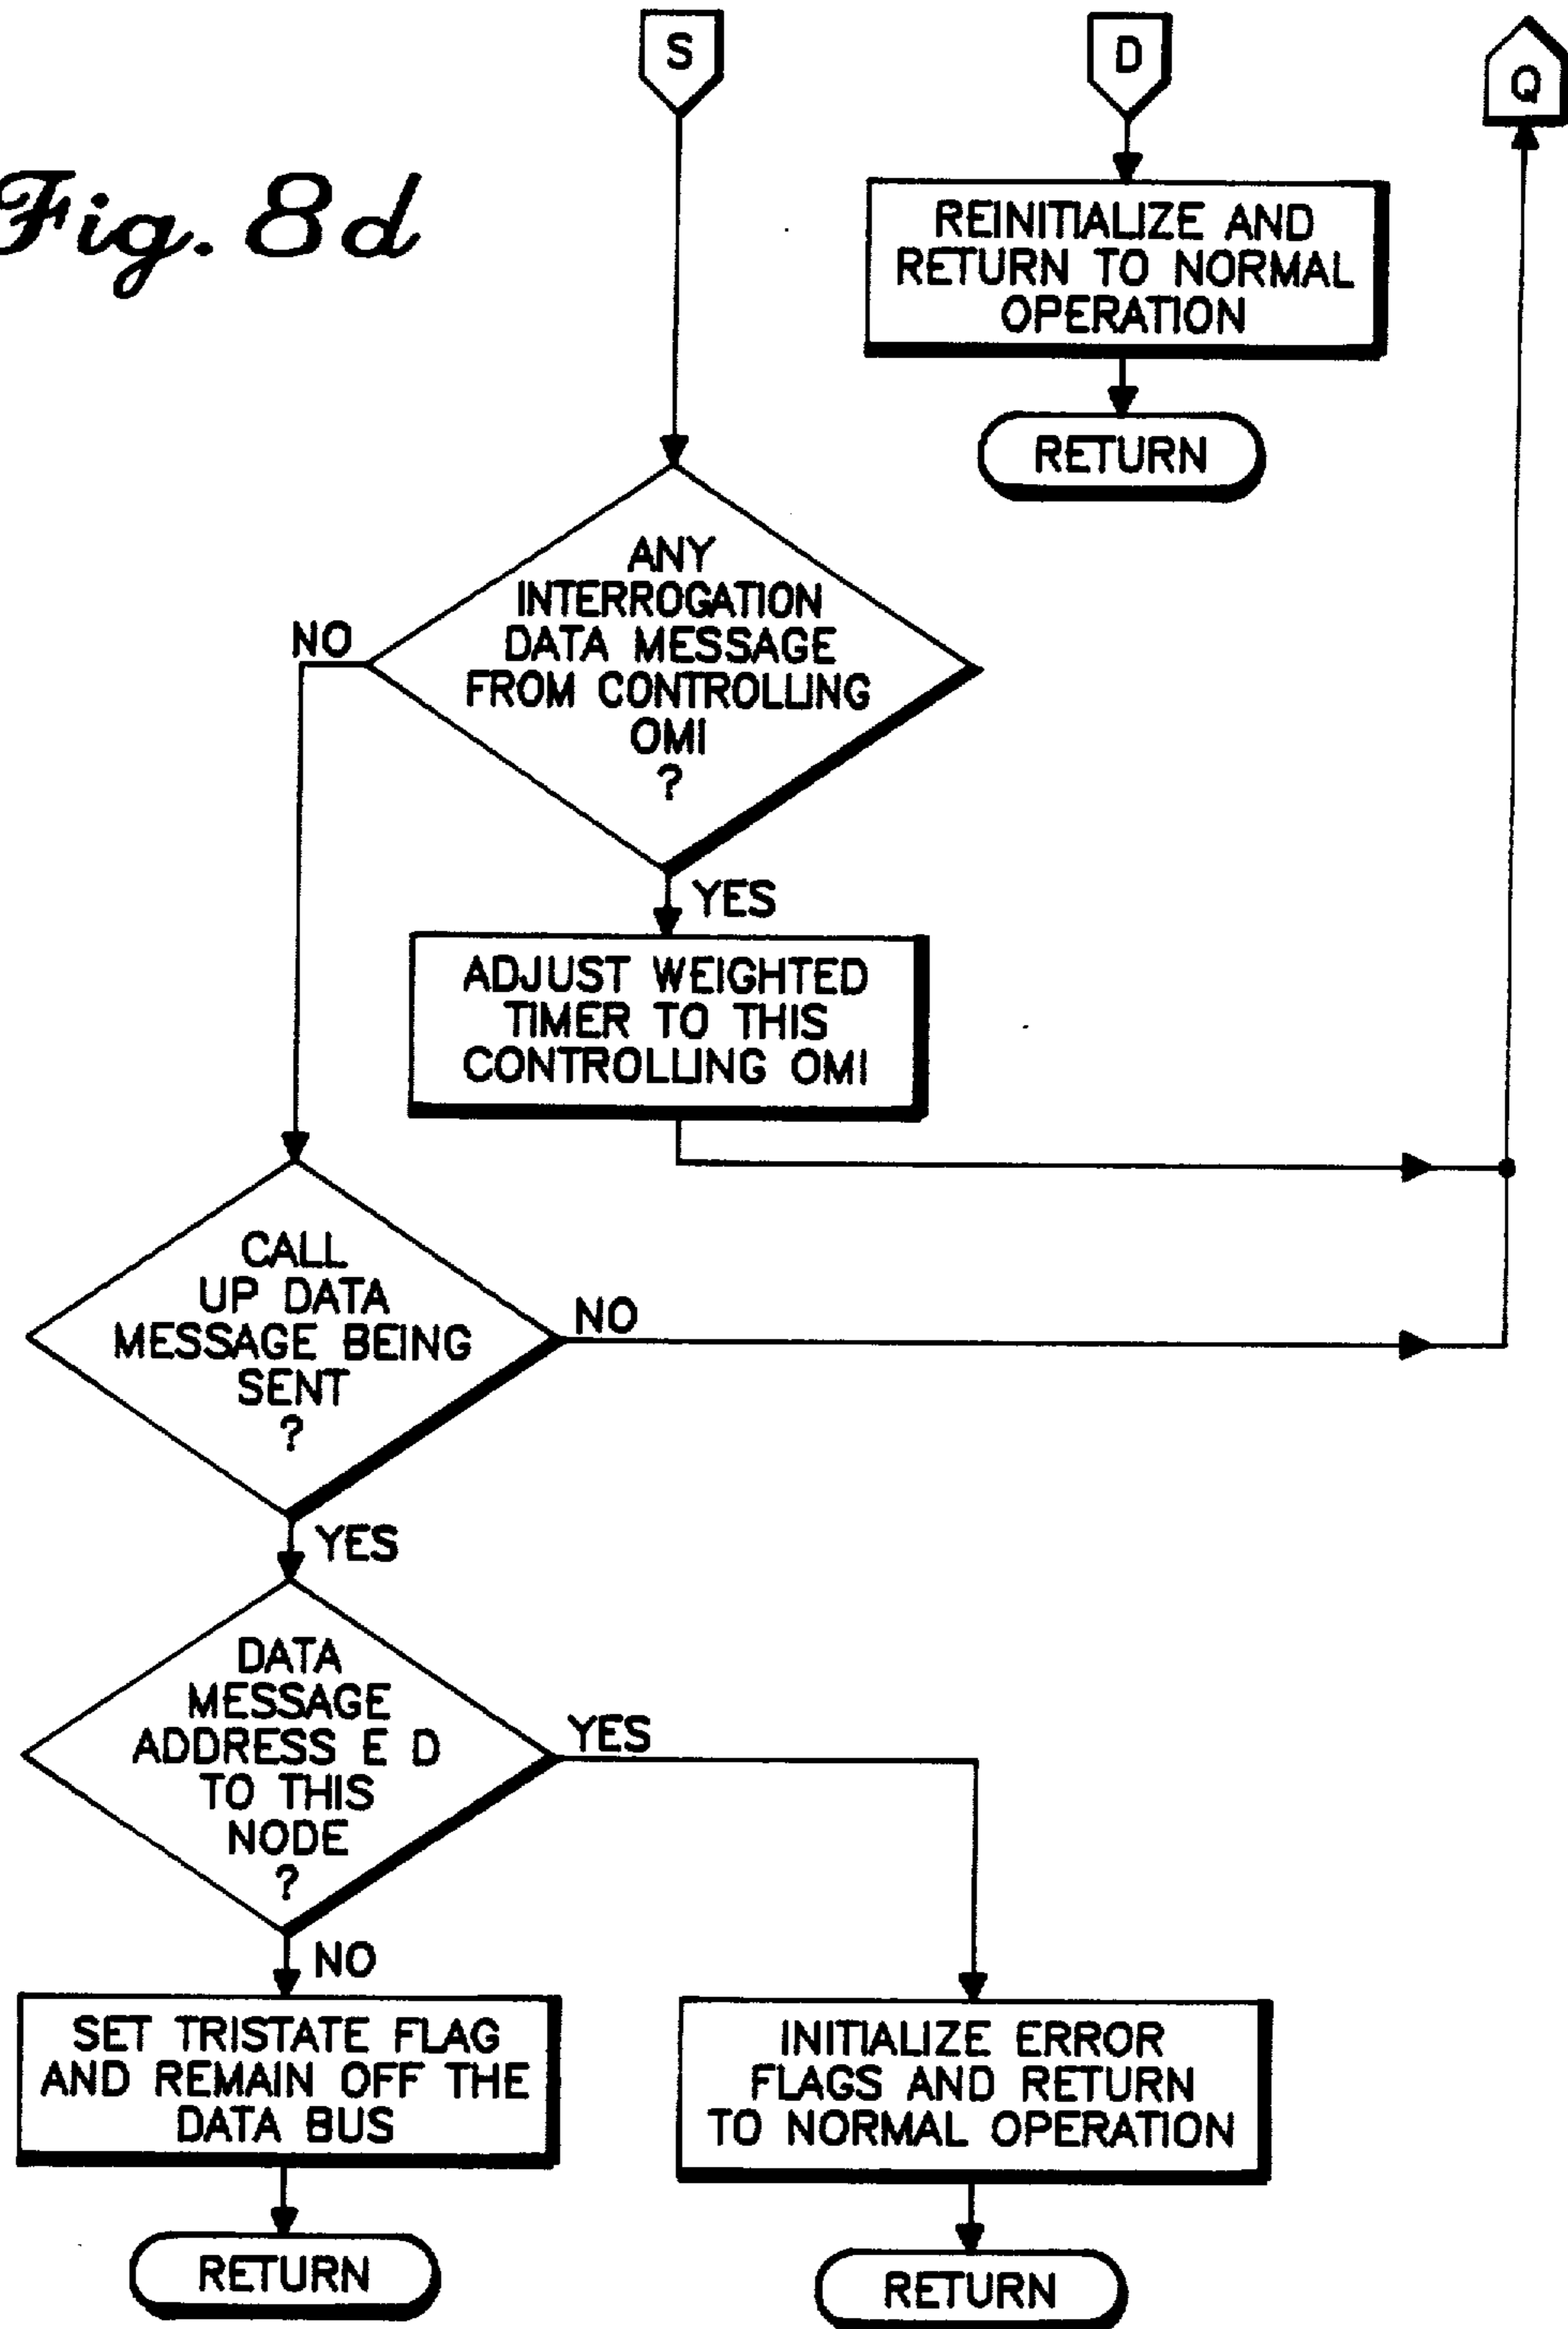 S
D
Q
Fig. 8d
REINITIALIZE AND
RETURN TO NORMAL
OPERATION
RETURN
ANY
INTERROGATION
DATA MESSAGE
FROM CONTROLLING
OMI
?
NO
YES
ADJUST WEIGHTED
TIMER TO THIS
CONTROLLING OMI
CALL
UP DATA
MESSAGE BEING
SENT
?
NO
YES
DATA
MESSAGE
ADDRESS E D
TO THIS
NODE
?
YES
NO
SET TRISTATE FLAG
AND REMAIN OFF THE
DATA BUS
INITIALIZE ERROR
FLAGS AND RETURN
TO NORMAL OPERATION
RETURN
RETURN